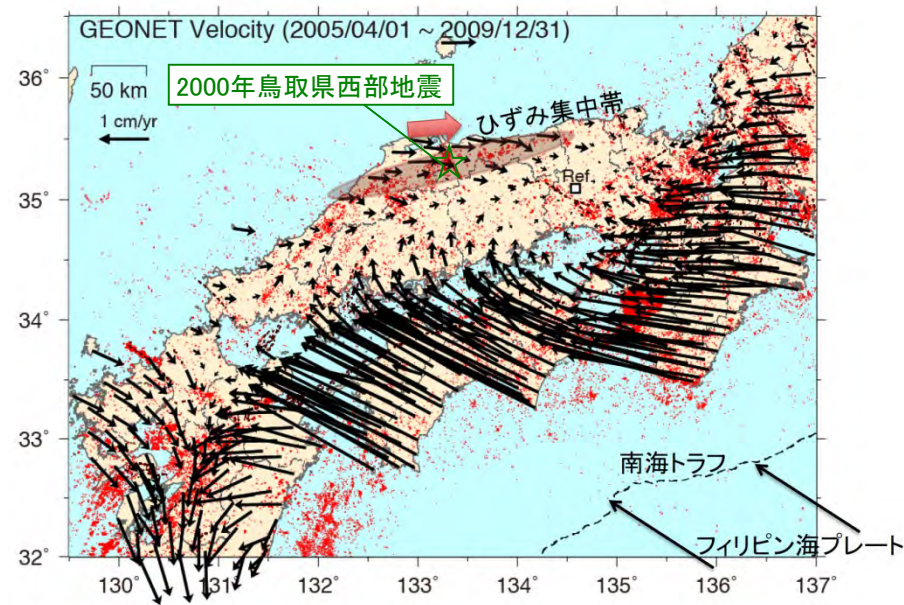 GEONET Velocity (2005/04/01 ~ 2009/12/31)
36˚
50 km
2000年鳥取県西部地震
1 cm/yr
ひずみ集中帯
Ref.
35˚
34˚
33˚
南海トラフ
フィリピン海プレート
32˚
130˚ 131˚ 132˚ 133˚ 134˚ 135˚ 136˚ 137˚